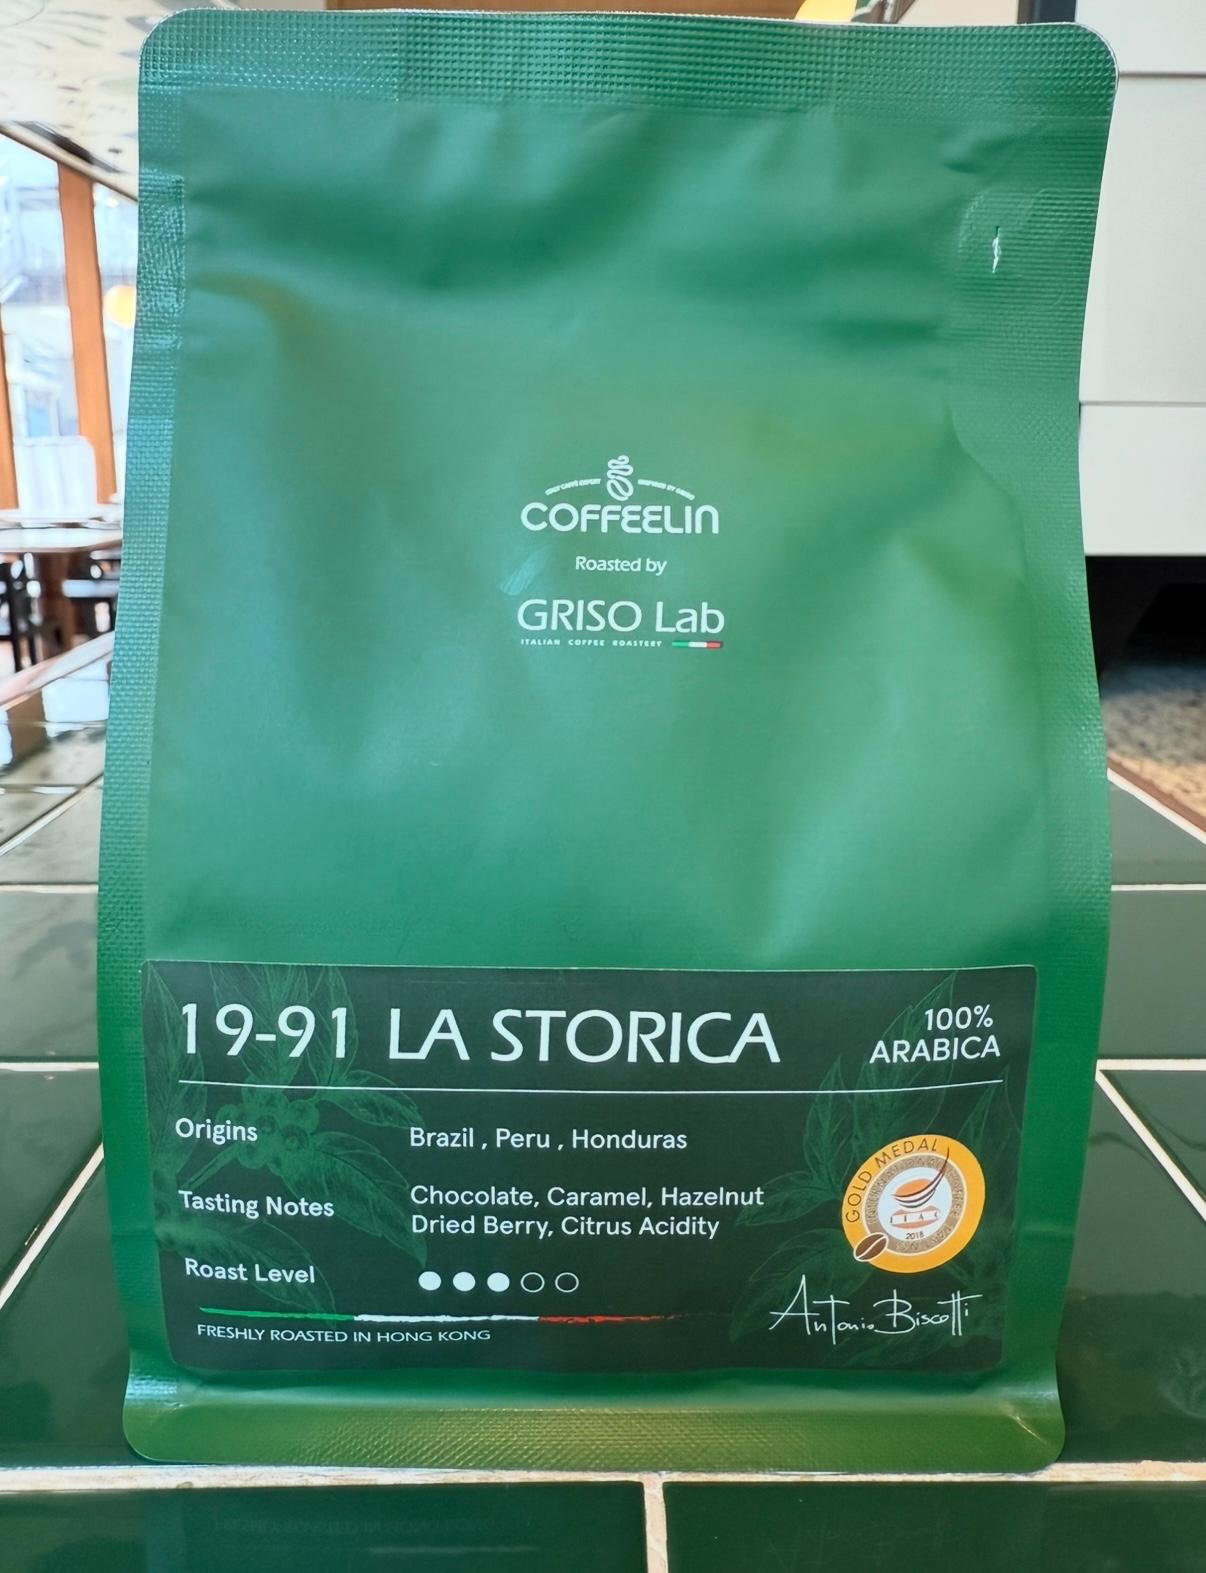 COFFEELIN
Roasted by
GRISO Lab
ITALIAN COFFEE ROASTERY
19-91 LA STORICA
100%
ARABICA
Origins
Brazil , Peru , Honduras
Tasting Notes
Chocolate, Caramel, Hazelnut
Dried Berry, Citrus Acidity
GOLD MEDAL
2018
Roast Level
FRESHLY ROASTED IN HONG KONG
Antonio Biscotti